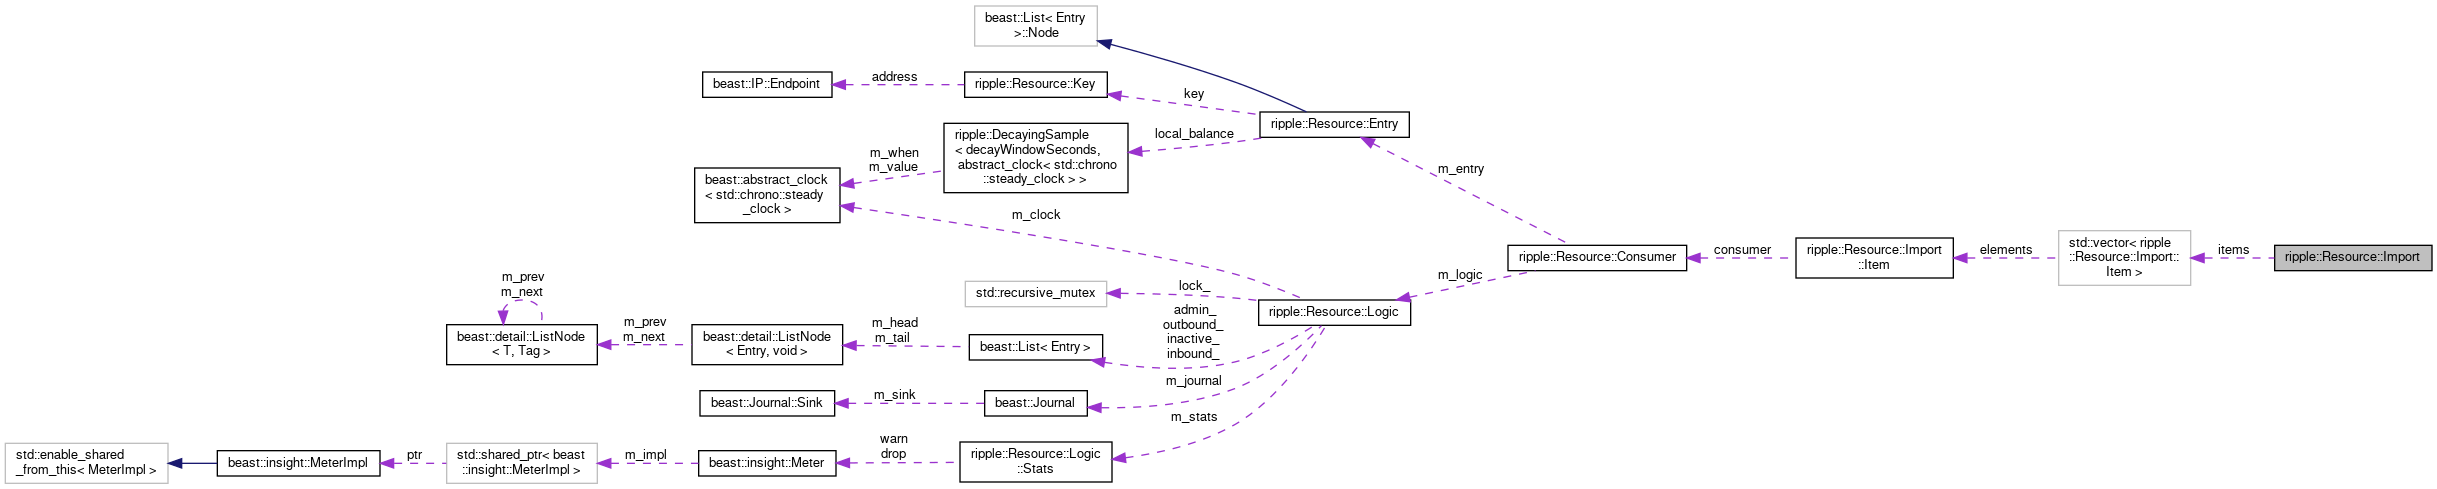 beast::List< Entry
>::Node
beast::IP::Endpoint
address
ripple::Resource::Key
key
ripple::Resource::Entry
ripple::DecayingSample
< decayWindowSeconds,
abstract_clock< std::chrono
::steady_clock > >
local_balance
m_when
m_value
beast::abstract_clock
< std::chrono::steady
_clock >
m_clock
m_entry
ripple::Resource::Consumer
consumer
ripple::Resource::Import
::Item
elements
std::vector< ripple
::Resource::Import::
Item >
items
ripple::Resource::Import
m_logic
std::recursive_mutex
lock_
ripple::Resource::Logic
m_prev
m_next
beast::detail::ListNode
< T, Tag >
m_prev
m_next
beast::detail::ListNode
< Entry, void >
m_head
m_tail
beast::List< Entry >
admin_
outbound_
inactive_
inbound_
beast::Journal::Sink
m_sink
beast::Journal
m_journal
m_stats
std::enable_shared
_from_this< MeterImpl >
beast::insight::MeterImpl
ptr
std::shared_ptr< beast
::insight::MeterImpl >
m_impl
beast::insight::Meter
warn
drop
ripple::Resource::Logic
::Stats